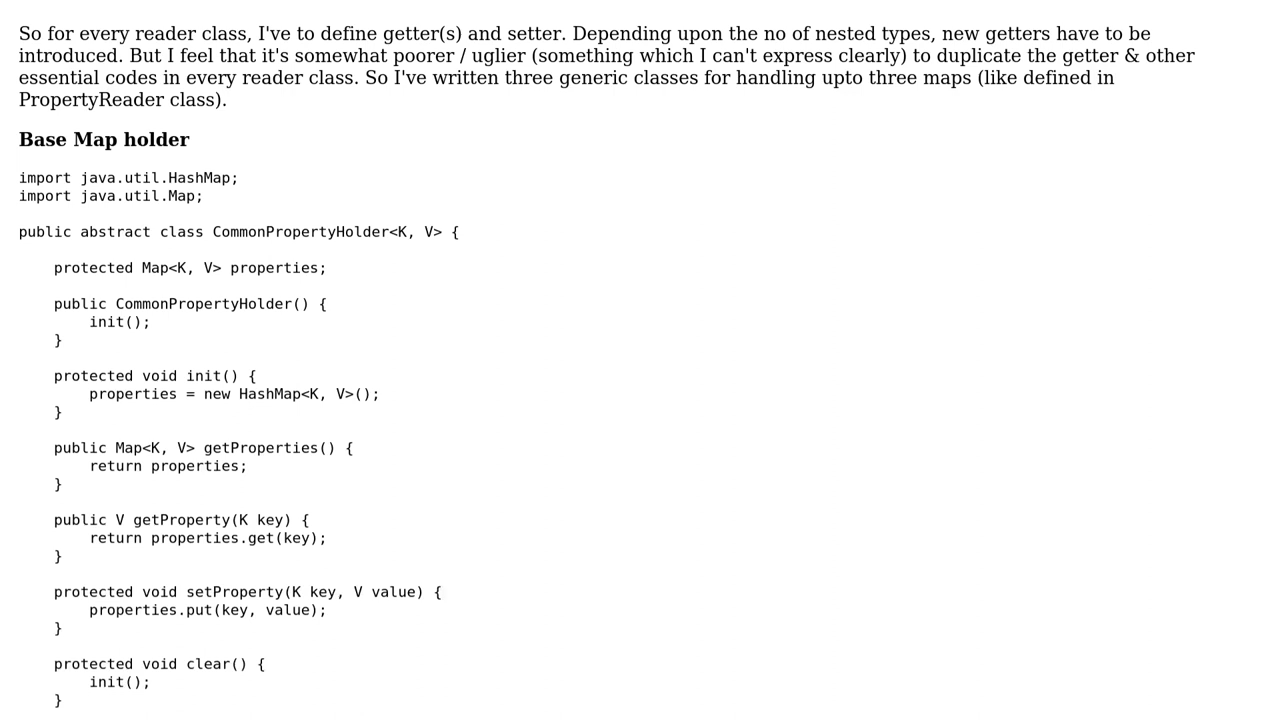 So for every reader class, I've to define getter(s) and setter. Depending upon the no of nested types, new getters have to be
introduced. But I feel that it's somewhat poorer / uglier (something which I can't express clearly) to duplicate the getter & other
essential codes in every reader class. So I've written three generic classes for handling upto three maps (like defined in
PropertyReader class).
Base Map holder
import java.util.HashMap;
import java.util.Map;
public abstract class CommonPropertyHolder<K, V> {
    protected Map<K, V> properties;
    public CommonPropertyHolder() {
        init();
    }
    protected void init() {
        properties = new HashMap<K, V>();
    }
    public Map<K, V> getProperties() {
        return properties;
    }
    public V getProperty(K key) {
        return properties.get(key);
    }
    protected void setProperty(K key, V value) {
        properties.put(key, value);
    }
    protected void clear() {
        init();
    }